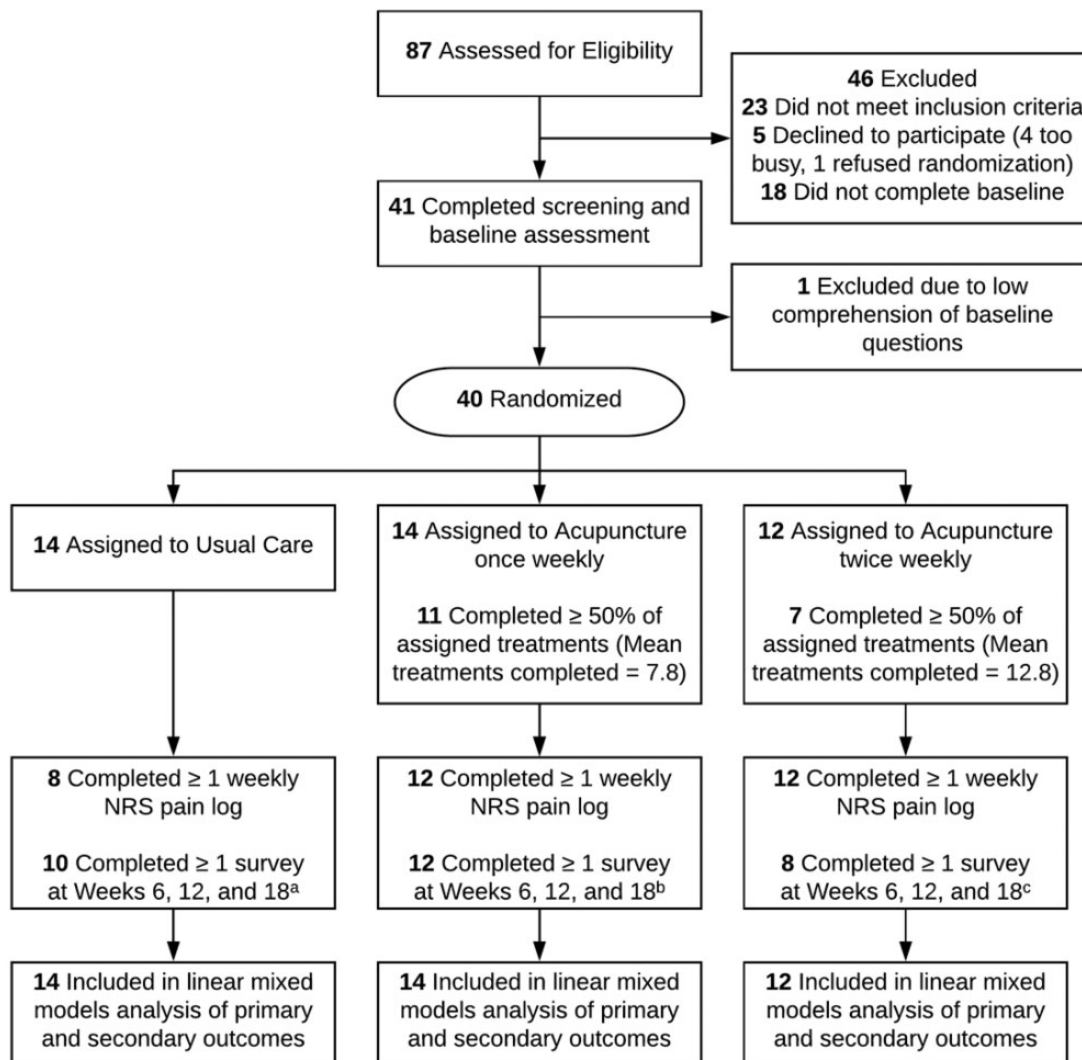 87 Assessed for Eligibility
46 Excluded
23 Did not meet inclusion criteria
5 Declined to participate (4 too
busy, 1 refused randomization)
18 Did not complete baseline
41 Completed screening and
baseline assessment
1 Excluded due to low
comprehension of baseline
questions
40 Randomized
14 Assigned to Usual Care
14 Assigned to Acupuncture
once weekly
11 Completed ≥ 50% of
assigned treatments (Mean
treatments completed = 7.8)
12 Assigned to Acupuncture
twice weekly
7 Completed ≥ 50% of
assigned treatments (Mean
treatments completed = 12.8)
8 Completed ≥ 1 weekly
NRS pain log
10 Completed ≥ 1 survey
at Weeks 6, 12, and 18ᵃ
12 Completed ≥ 1 weekly
NRS pain log
12 Completed ≥ 1 survey
at Weeks 6, 12, and 18ᵇ
12 Completed ≥ 1 weekly
NRS pain log
8 Completed ≥ 1 survey
at Weeks 6, 12, and 18ᶜ
14 Included in linear mixed
models analysis of primary
and secondary outcomes
14 Included in linear mixed
models analysis of primary
and secondary outcomes
12 Included in linear mixed
models analysis of primary
and secondary outcomes